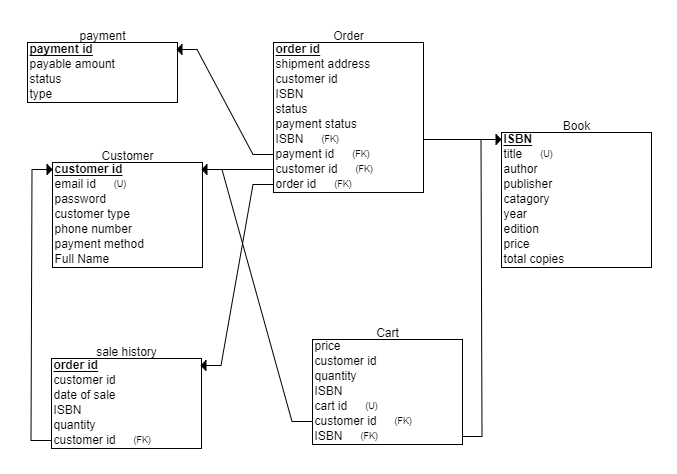 payment
payment id
payable amount
status
type
Order
order id
shipment address
customer id
ISBN
status
payment status
ISBN (FK)
payment id (FK)
customer id (FK)
order id (FK)
Book
ISBN
title (U)
author
publisher
catagory
year
edition
price
total copies
Customer
customer id
email id (U)
password
customer type
phone number
payment method
Full Name
sale history
order id
customer id
date of sale
ISBN
quantity
customer id (FK)
Cart
price
customer id
quantity
ISBN
cart id (U)
customer id (FK)
ISBN (FK)